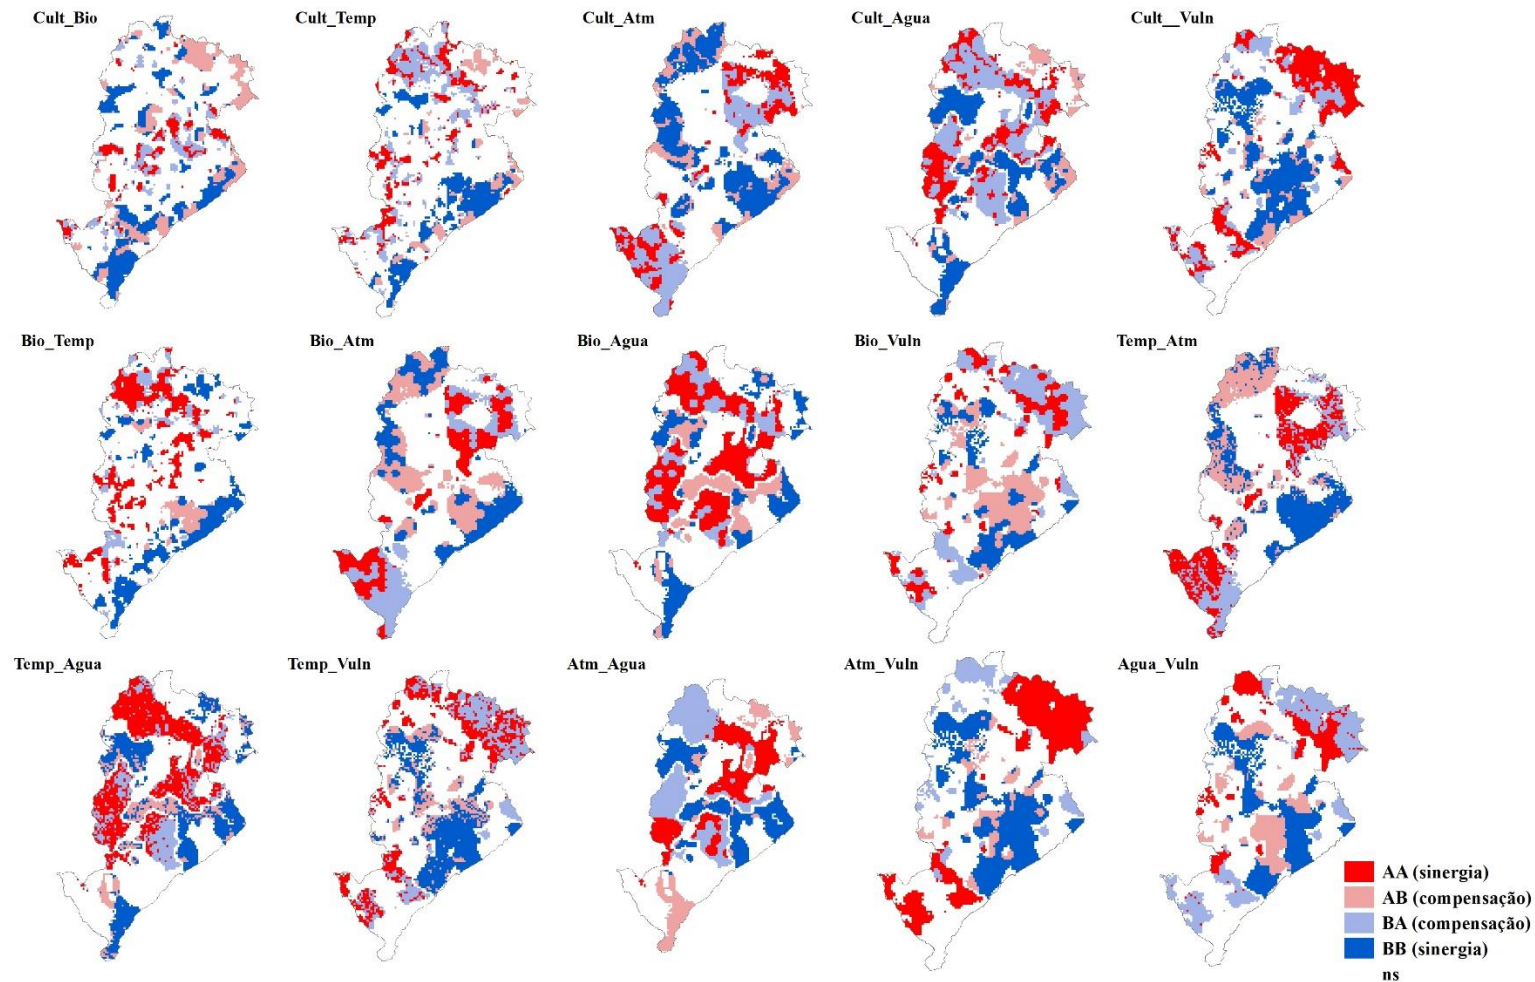 Cult_Bio
Cult_Temp
Cult_Atm
Cult_Agua
Cult__Vuln
Bio_Temp
Bio_Atm
Bio_Agua
Bio_Vuln
Temp_Atm
Temp_Agua
Temp_Vuln
Atm_Agua
Atm_Vuln
Agua_Vuln
AA (sinergia)
AB (compensação)
BA (compensação)
BB (sinergia)
ns